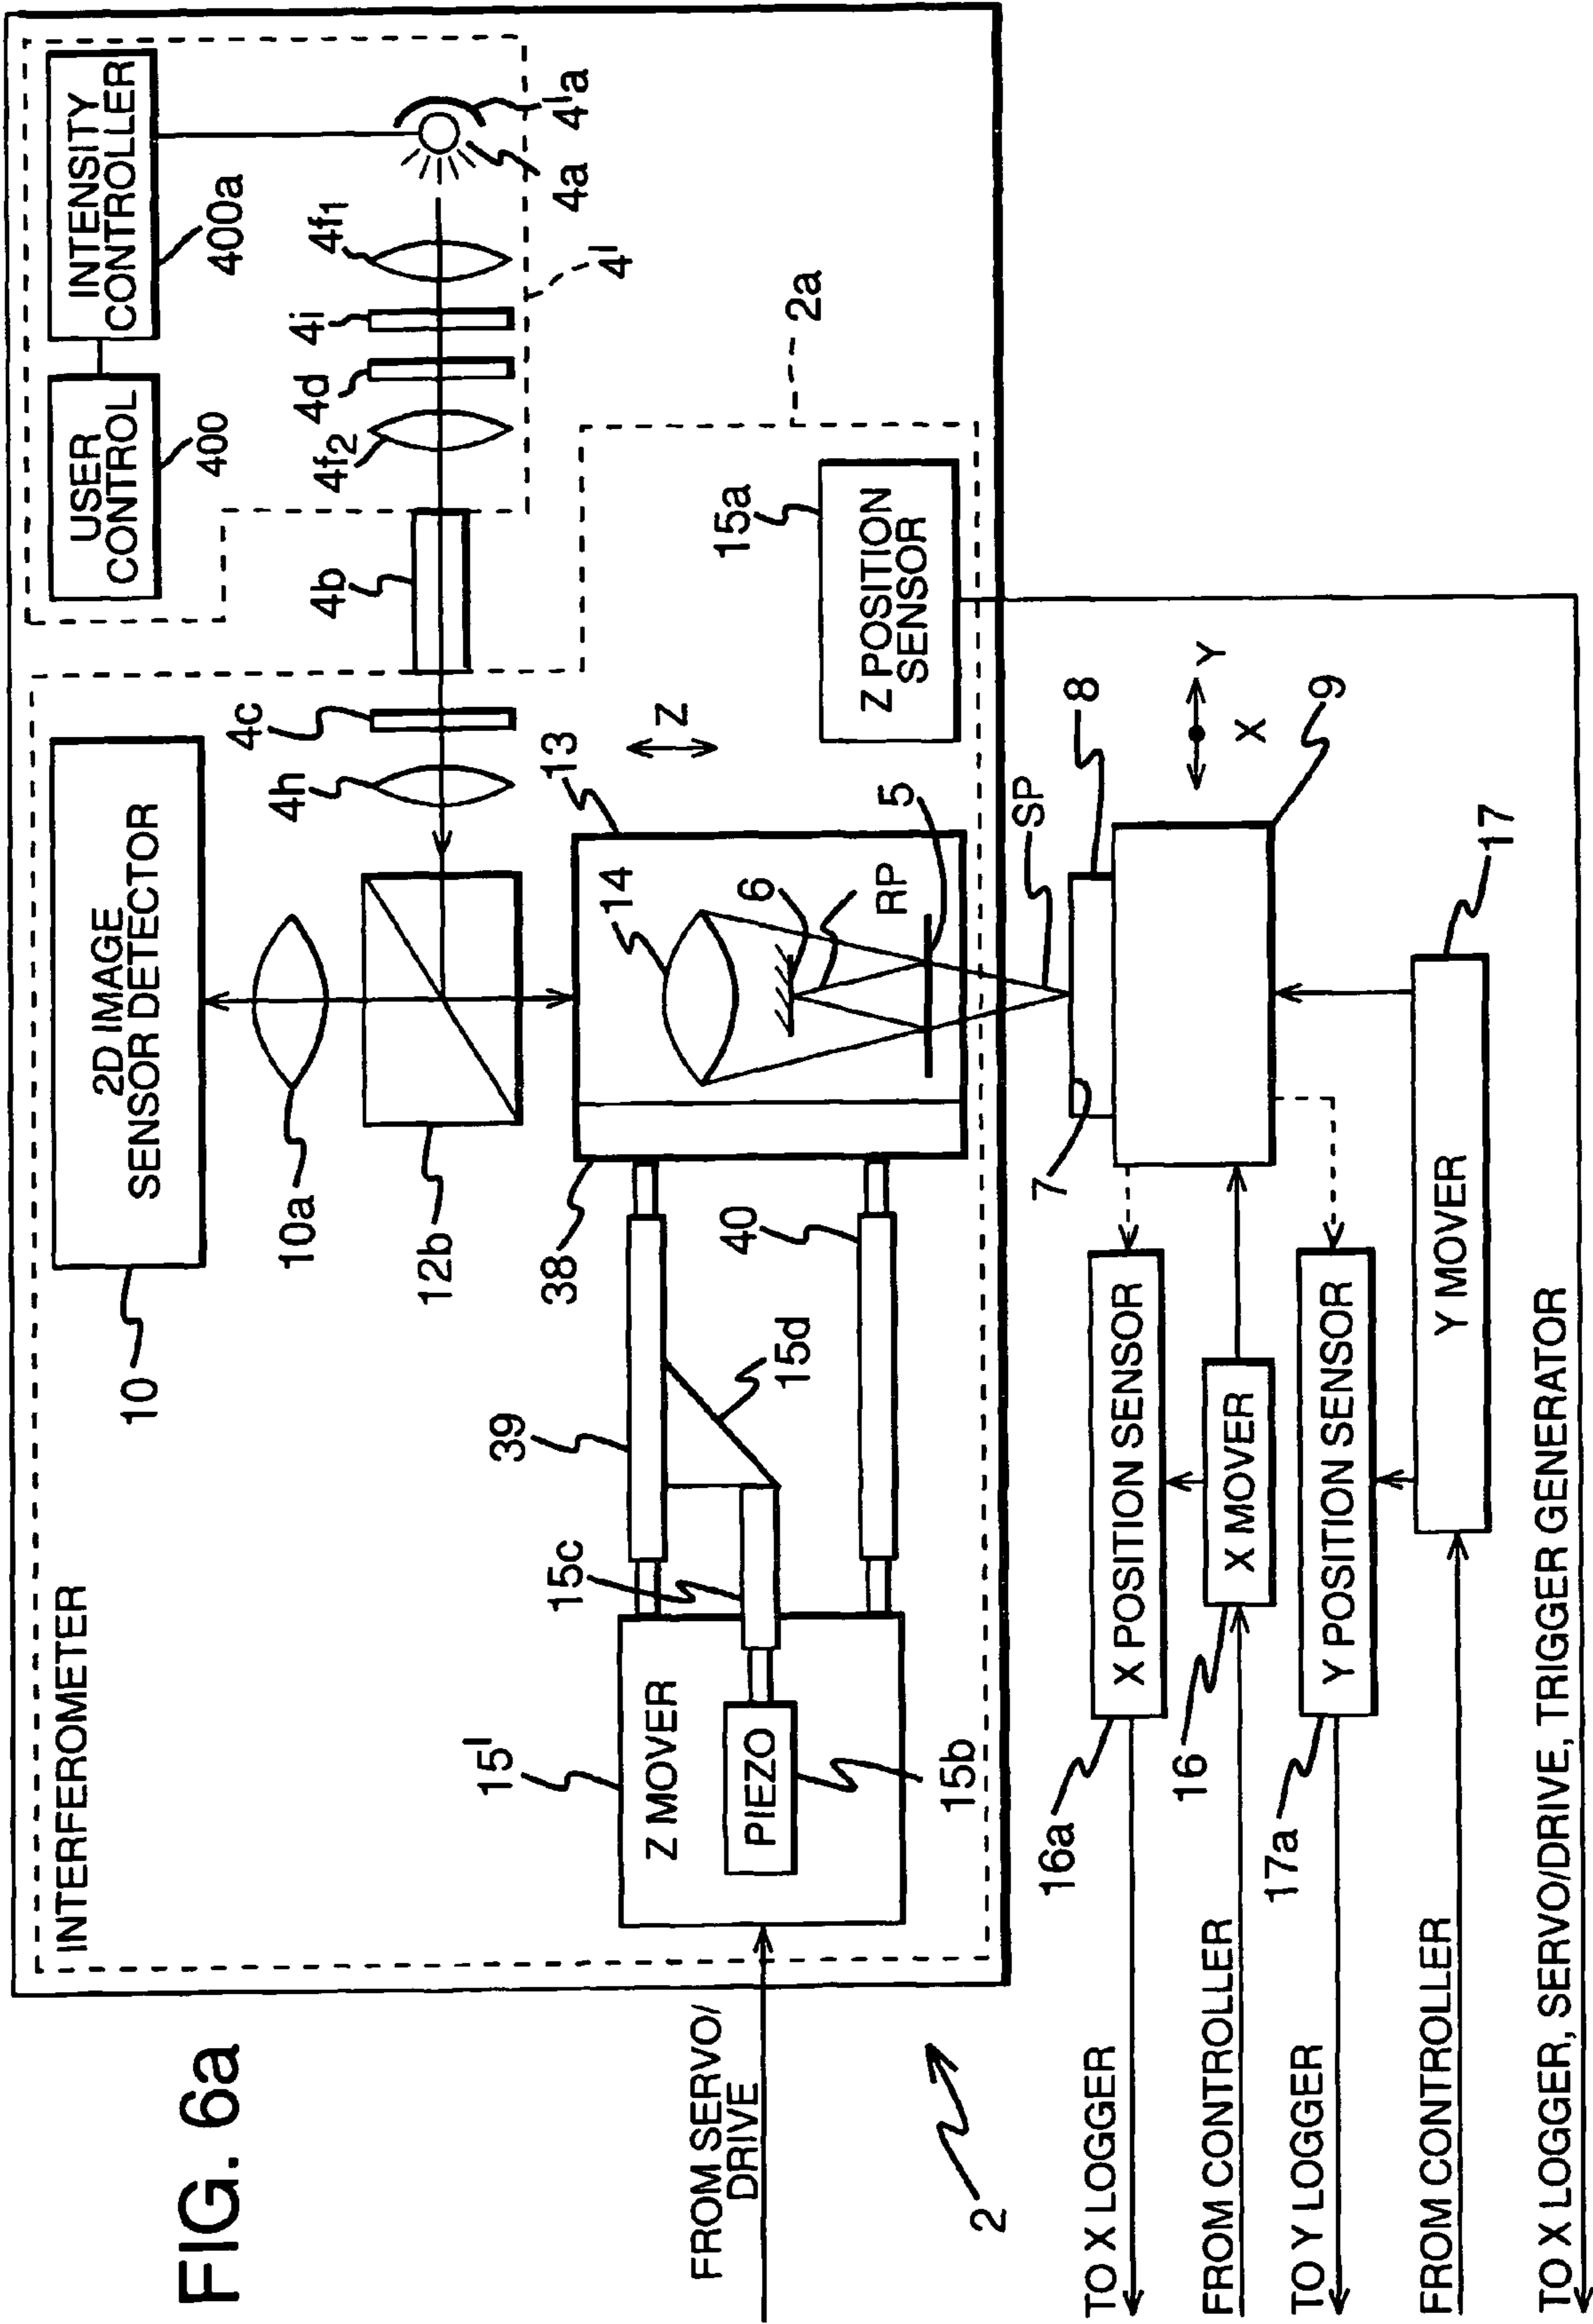 FIG. 6a
INTERFEROMETER
2D IMAGE
SENSOR DETECTOR
10
10a
12b
4h
4c
4b
USER
CONTROL
400
INTENSITY
CONTROLLER
400a
4f2
4d
4i
4f1
4a
4'a
4'
2a
15a
Z POSITION
SENSOR
Z
13
14
6
RP
5
SP
38
39
40
15d
15c
15'
Z MOVER
PIEZO
15b
FROM SERVO/
DRIVE
2
7
8
9
Y
X
X POSITION SENSOR
16a
TO X LOGGER
X MOVER
16
FROM CONTROLLER
Y POSITION SENSOR
17a
TO Y LOGGER
Y MOVER
17
FROM CONTROLLER
TO X LOGGER, SERVO/DRIVE, TRIGGER GENERATOR